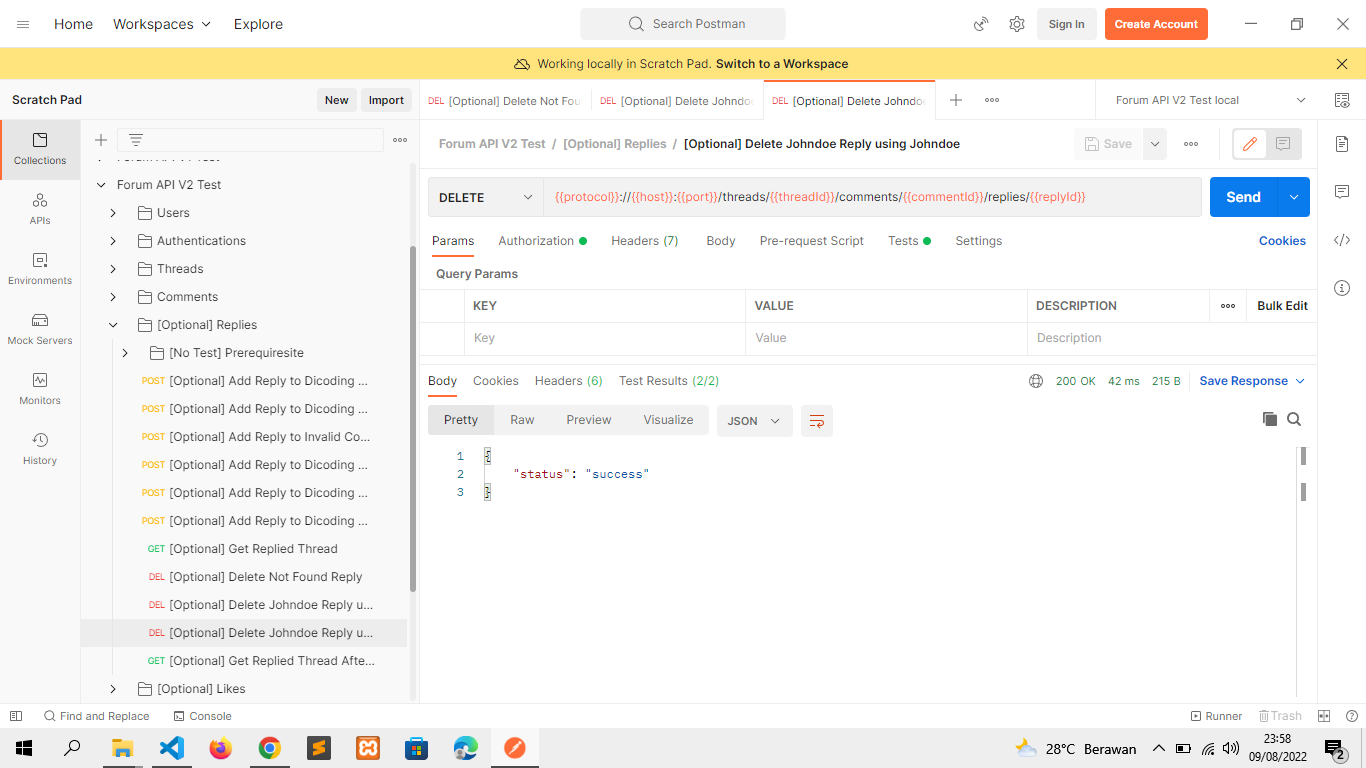 Home Workspaces Explore Search Postman Sign In Create Account
Working locally in Scratch Pad. Switch to a Workspace
Scratch Pad New Import
DEL [Optional] Delete Not Fou DEL [Optional] Delete Johndo DEL [Optional] Delete Johndoe Forum API V2 Test local
Collections
APIs
Environments
Mock Servers
Monitors
History
Forum API V2 Test
Users
Authentications
Threads
Comments
[Optional] Replies
[No Test] Prerequiresite
POST [Optional] Add Reply to Dicoding ...
POST [Optional] Add Reply to Dicoding ...
POST [Optional] Add Reply to Invalid Co...
POST [Optional] Add Reply to Dicoding ...
POST [Optional] Add Reply to Dicoding ...
POST [Optional] Add Reply to Dicoding ...
GET [Optional] Get Replied Thread
DEL [Optional] Delete Not Found Reply
DEL [Optional] Delete Johndoe Reply u...
DEL [Optional] Delete Johndoe Reply u...
GET [Optional] Get Replied Thread Afte...
[Optional] Likes
Forum API V2 Test / [Optional] Replies / [Optional] Delete Johndoe Reply using Johndoe Save
DELETE {{protocol}}://{{host}}:{{port}}/threads/{{threadId}}/comments/{{commentId}}/replies/{{replyId}} Send
Params Authorization Headers (7) Body Pre-request Script Tests Settings Cookies
Query Params
KEY VALUE DESCRIPTION Bulk Edit
Key Value Description
Body Cookies Headers (6) Test Results (2/2) 200 OK 42 ms 215 B Save Response
Pretty Raw Preview Visualize JSON
1 {
2 "status": "success"
3 }
Find and Replace Console Runner Trash
28°C Berawan 23:58
09/08/2022 2